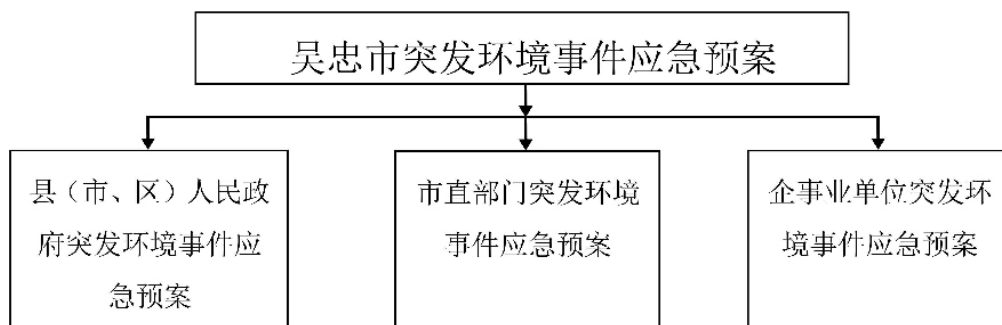 吴忠市突发环境事件应急预案
县（市、区）人民政
府突发环境事件应
急预案
市直部门突发环境
事件应急预案
企事业单位突发环
境事件应急预案